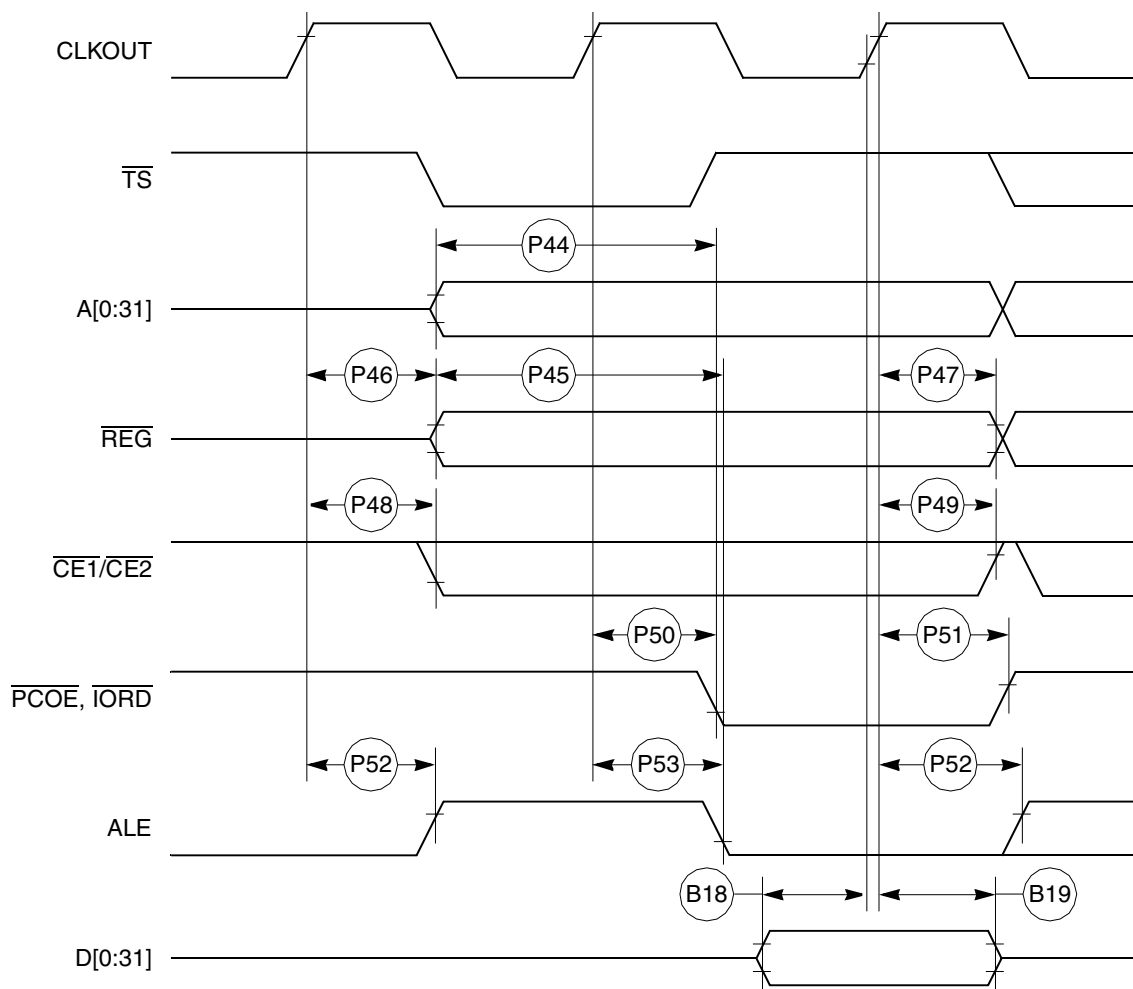 CLKOUT
TS
P44
A[0:31]
P46 P45 P47
REG
P48 P49
CE1/CE2
P50 P51
PCOE, IORD
P52 P53 P52
ALE
B18 B19
D[0:31]